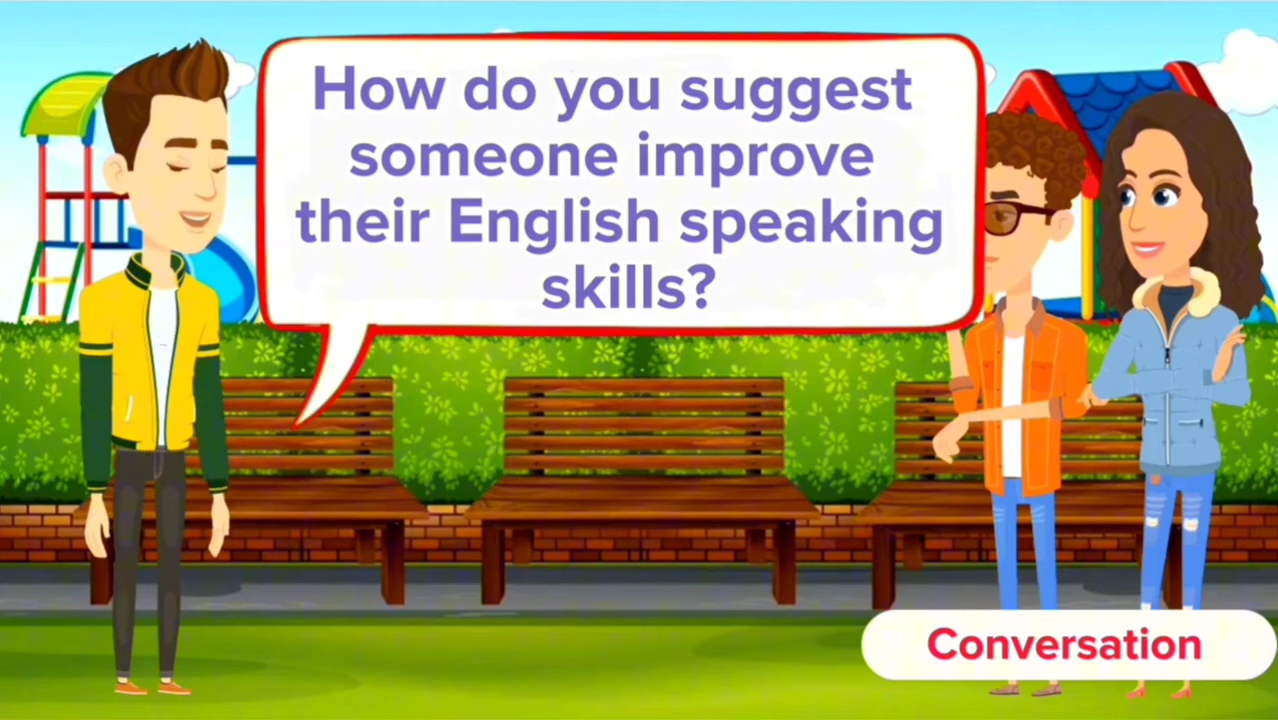 How do you suggest
someone improve
their English speaking
skills?
Conversation